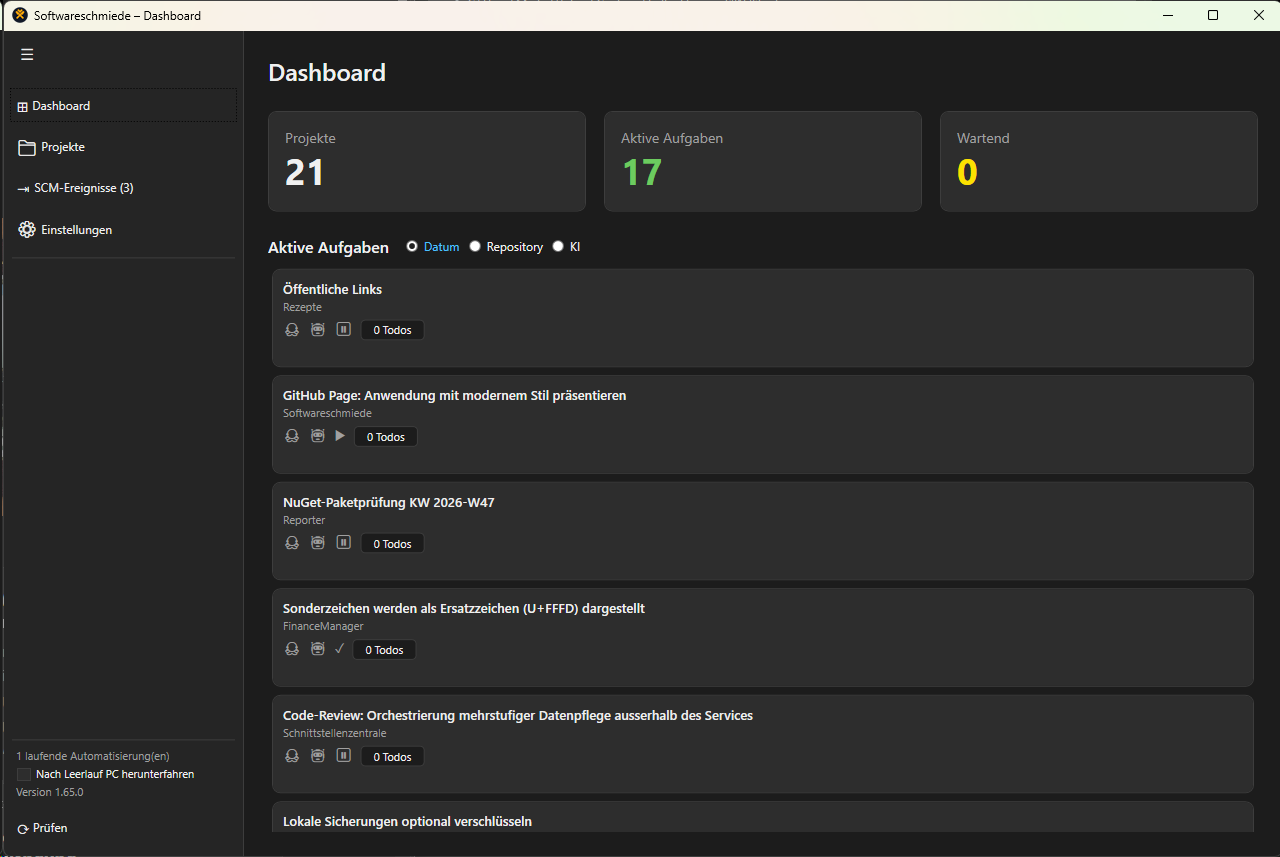 Softwareschmiede – Dashboard
Dashboard
Projekte
SCM-Ereignisse (3)
Einstellungen
1 laufende Automatisierung(en)
Nach Leerlauf PC herunterfahren
Version 1.65.0
Prüfen
Dashboard
Projekte
21
Aktive Aufgaben
17
Wartend
0
Aktive Aufgaben Datum Repository KI
Öffentliche Links
Rezepte
0 Todos
GitHub Page: Anwendung mit modernem Stil präsentieren
Softwareschmiede
0 Todos
NuGet-Paketprüfung KW 2026-W47
Reporter
0 Todos
Sonderzeichen werden als Ersatzzeichen (U+FFFD) dargestellt
FinanceManager
0 Todos
Code-Review: Orchestrierung mehrstufiger Datenpflege ausserhalb des Services
Schnittstellenzentrale
0 Todos
Lokale Sicherungen optional verschlüsseln